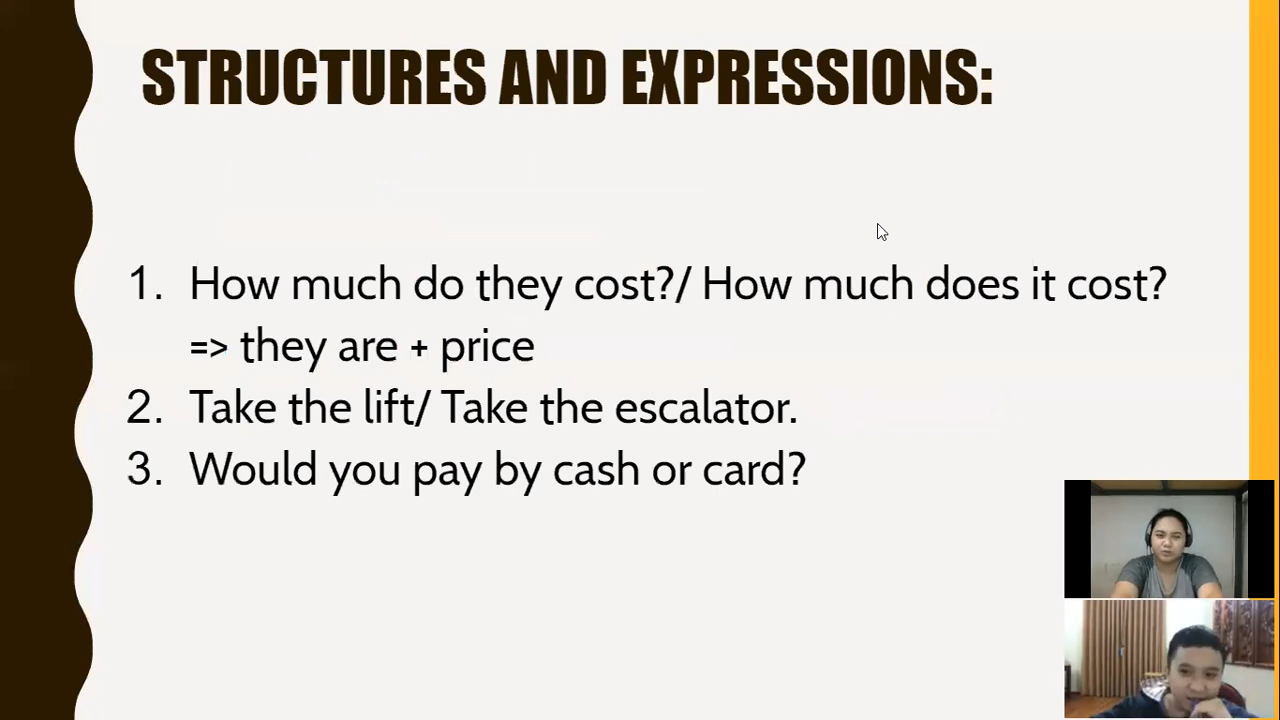 STRUCTURES AND EXPRESSIONS:
1. How much do they cost?/ How much does it cost?
=> they are + price
2. Take the lift/ Take the escalator.
3. Would you pay by cash or card?